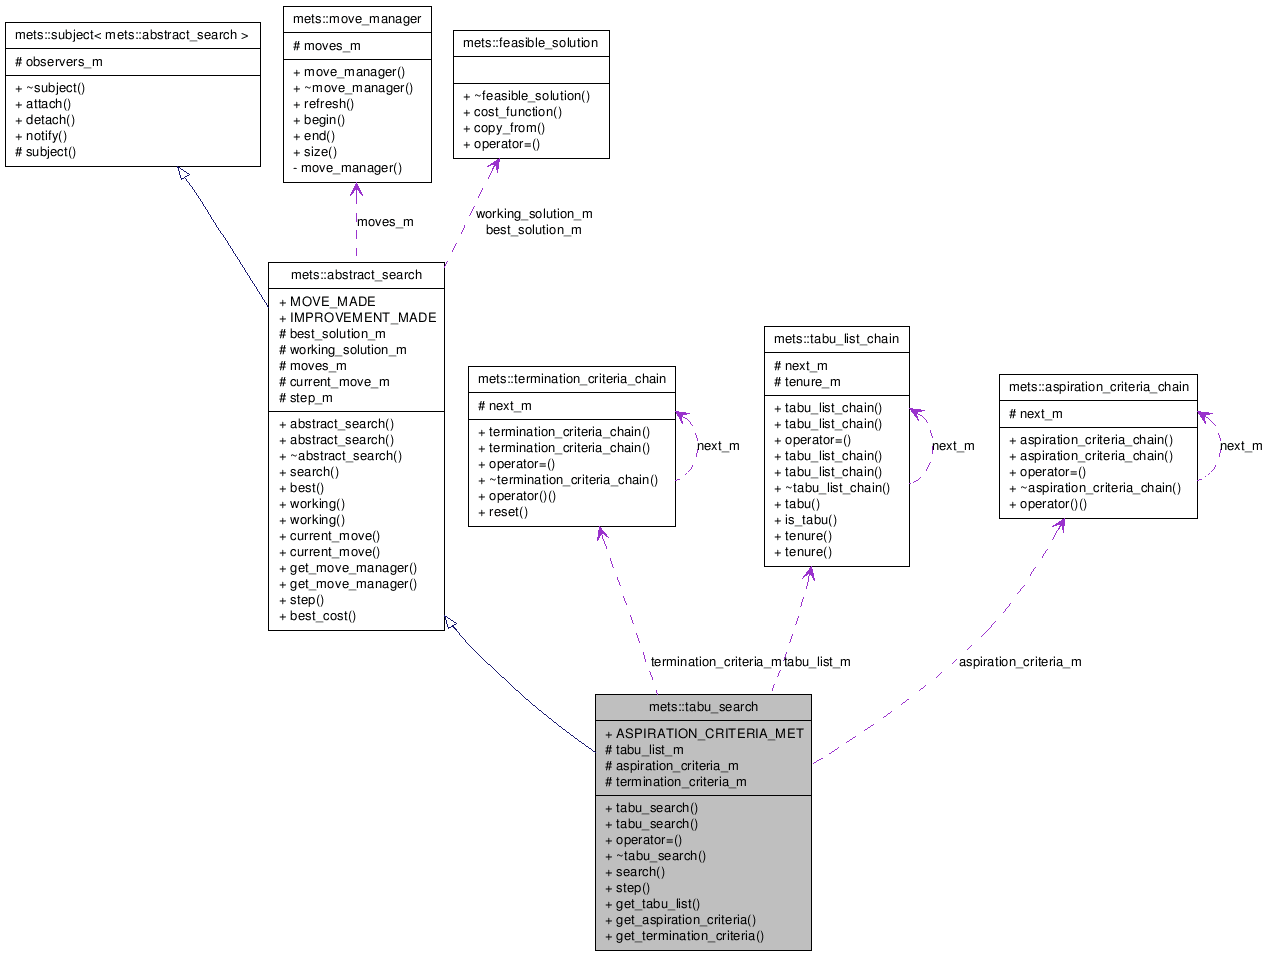 mets::subject< mets::abstract_search >
# observers_m
+ ~subject()
+ attach()
+ detach()
+ notify()
# subject()
mets::move_manager
# moves_m
+ move_manager()
+ ~move_manager()
+ refresh()
+ begin()
+ end()
+ size()
- move_manager()
mets::feasible_solution
+ ~feasible_solution()
+ cost_function()
+ copy_from()
+ operator=()
moves_m
working_solution_m
best_solution_m
mets::abstract_search
+ MOVE_MADE
+ IMPROVEMENT_MADE
# best_solution_m
# working_solution_m
# moves_m
# current_move_m
# step_m
+ abstract_search()
+ abstract_search()
+ ~abstract_search()
+ search()
+ best()
+ working()
+ working()
+ current_move()
+ current_move()
+ get_move_manager()
+ get_move_manager()
+ step()
+ best_cost()
mets::termination_criteria_chain
# next_m
+ termination_criteria_chain()
+ termination_criteria_chain()
+ operator=()
+ ~termination_criteria_chain()
+ operator()()
+ reset()
next_m
mets::tabu_list_chain
# next_m
# tenure_m
+ tabu_list_chain()
+ tabu_list_chain()
+ operator=()
+ tabu_list_chain()
+ tabu_list_chain()
+ ~tabu_list_chain()
+ tabu()
+ is_tabu()
+ tenure()
+ tenure()
next_m
mets::aspiration_criteria_chain
# next_m
+ aspiration_criteria_chain()
+ aspiration_criteria_chain()
+ operator=()
+ ~aspiration_criteria_chain()
+ operator()()
next_m
termination_criteria_m
tabu_list_m
aspiration_criteria_m
mets::tabu_search
+ ASPIRATION_CRITERIA_MET
# tabu_list_m
# aspiration_criteria_m
# termination_criteria_m
+ tabu_search()
+ tabu_search()
+ operator=()
+ ~tabu_search()
+ search()
+ step()
+ get_tabu_list()
+ get_aspiration_criteria()
+ get_termination_criteria()